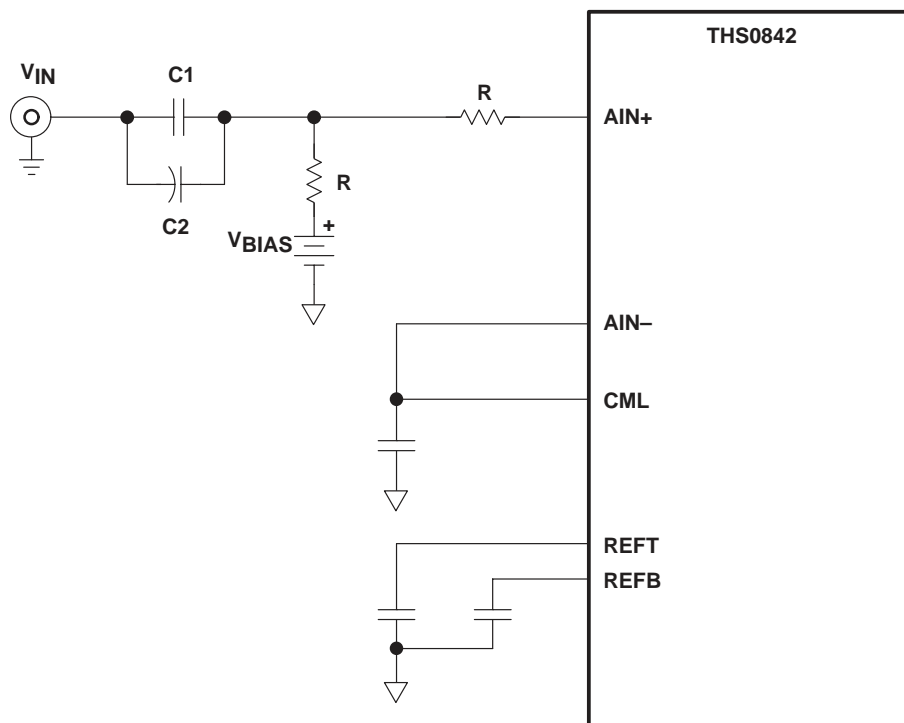 THS0842
VIN
C1
R
AIN+
R
C2
+
VBIAS
AIN–
CML
REFT
REFB